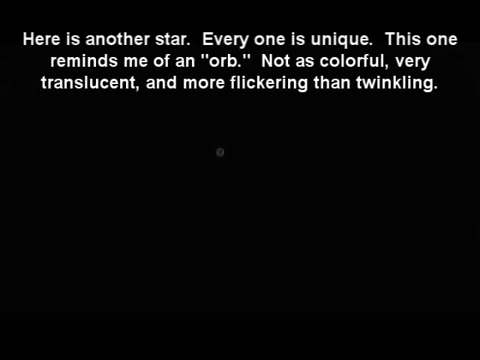 Here is another star.  Every one is unique.  This one
reminds me of an "orb."  Not as colorful, very
translucent, and more flickering than twinkling.